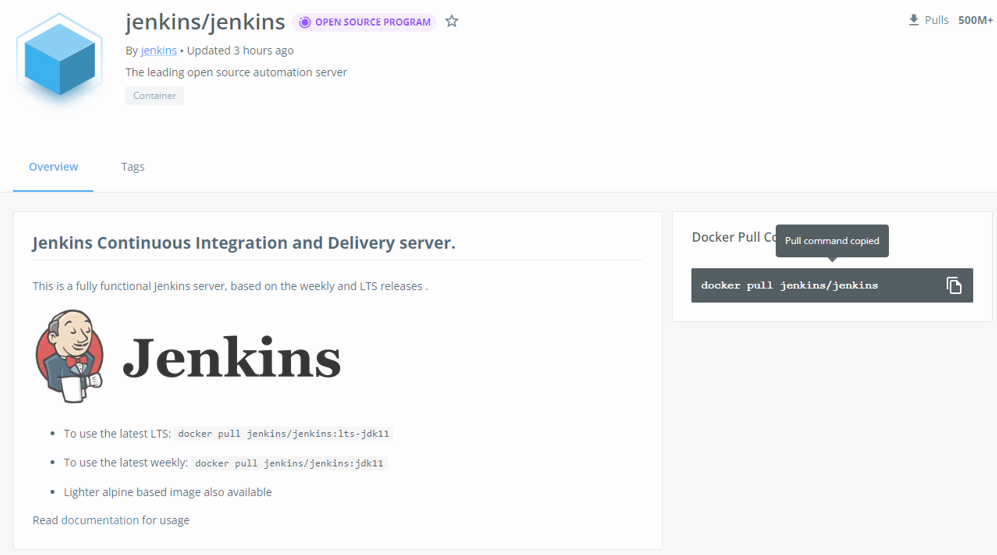 jenkins/jenkins OPEN SOURCE PROGRAM
Pulls 500M+
By jenkins • Updated 3 hours ago
The leading open source automation server
Container
Overview Tags
Jenkins Continuous Integration and Delivery server.
This is a fully functional Jenkins server, based on the weekly and LTS releases .
Jenkins
• To use the latest LTS: docker pull jenkins/jenkins:lts-jdk11
• To use the latest weekly: docker pull jenkins/jenkins:jdk11
• Lighter alpine based image also available
Read documentation for usage
Docker Pull Co
Pull command copied
docker pull jenkins/jenkins